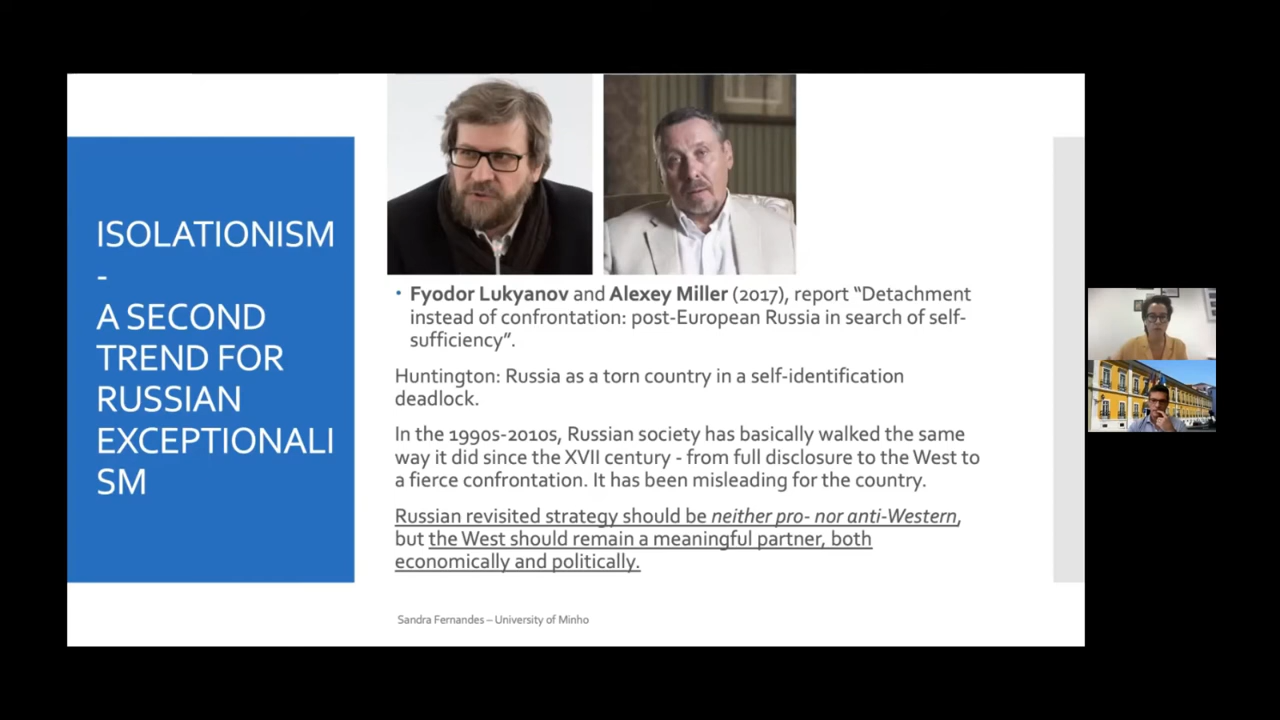 ISOLATIONISM
-
A SECOND
TREND FOR
RUSSIAN
EXCEPTIONALI
SM
• Fyodor Lukyanov and Alexey Miller (2017), report “Detachment
instead of confrontation: post-European Russia in search of self-
sufficiency”.
Huntington: Russia as a torn country in a self-identification
deadlock.
In the 1990s-2010s, Russian society has basically walked the same
way it did since the XVII century - from full disclosure to the West to
a fierce confrontation. It has been misleading for the country.
Russian revisited strategy should be neither pro- nor anti-Western,
but the West should remain a meaningful partner, both
economically and politically.
Sandra Fernandes – University of Minho